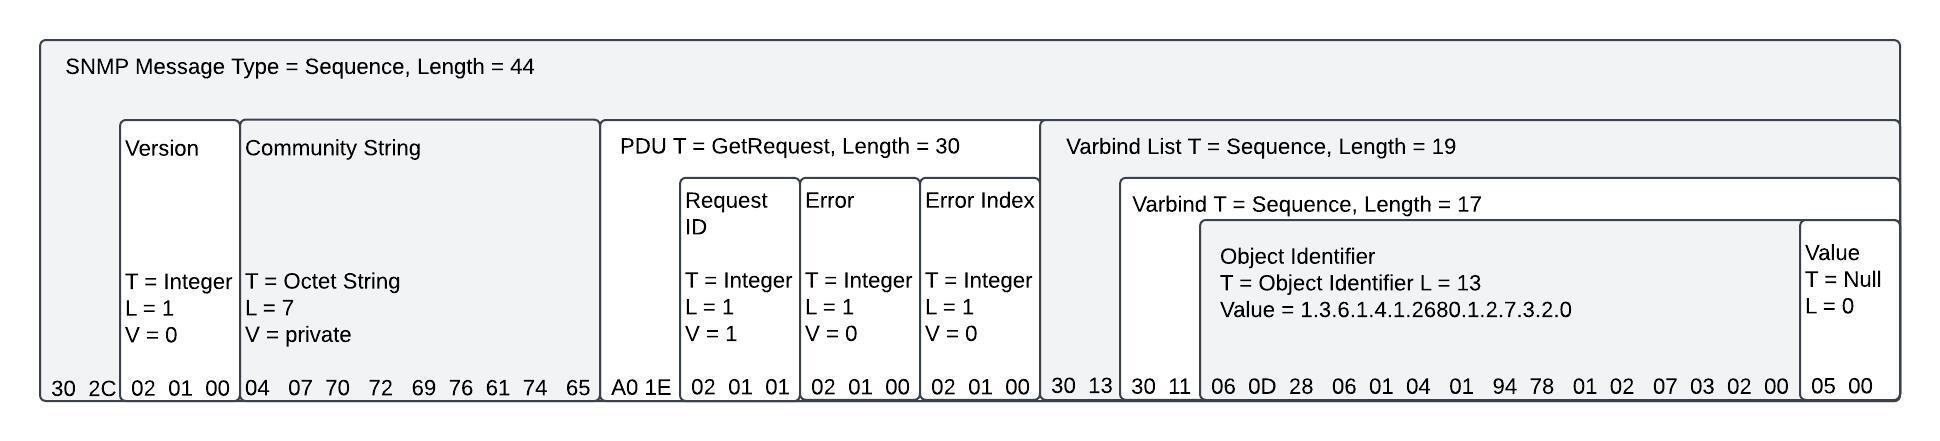 SNMP Message Type = Sequence, Length = 44
Version
T = Integer
L = 1
V = 0
Community String
T = Octet String
L = 7
V = private
PDU T = GetRequest, Length = 30
Request
ID
T = Integer
L = 1
V = 1
Error
T = Integer
L = 1
V = 0
Error Index
T = Integer
L = 1
V = 0
Varbind List T = Sequence, Length = 19
Varbind T = Sequence, Length = 17
Object Identifier
T = Object Identifier L = 13
Value = 1.3.6.1.4.1.2680.1.2.7.3.2.0
Value
T = Null
L = 0
30 2C 02 01 00 04 07 70 72 69 76 61 74 65 A0 1E 02 01 01 02 01 00 02 01 00 30 13 30 11 06 0D 28 06 01 04 01 94 78 01 02 07 03 02 00 05 00